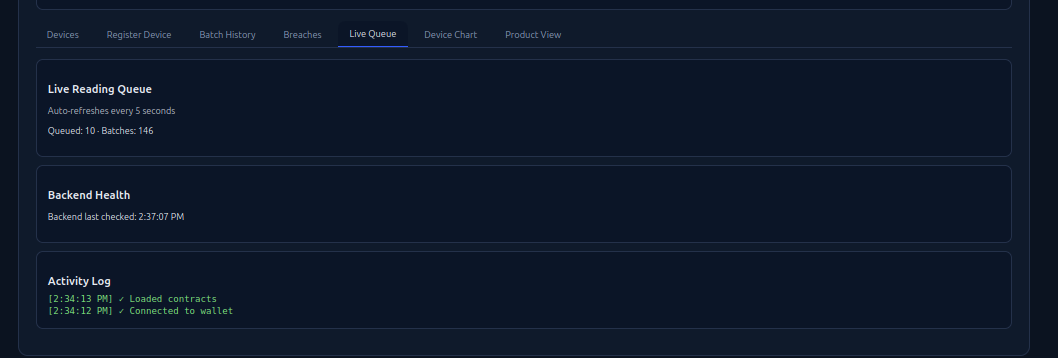 Devices Register Device Batch History Breaches Live Queue Device Chart Product View
Live Reading Queue
Auto-refreshes every 5 seconds
Queued: 10 · Batches: 146
Backend Health
Backend last checked: 2:37:07 PM
Activity Log
[2:34:13 PM] ✓ Loaded contracts
[2:34:12 PM] ✓ Connected to wallet